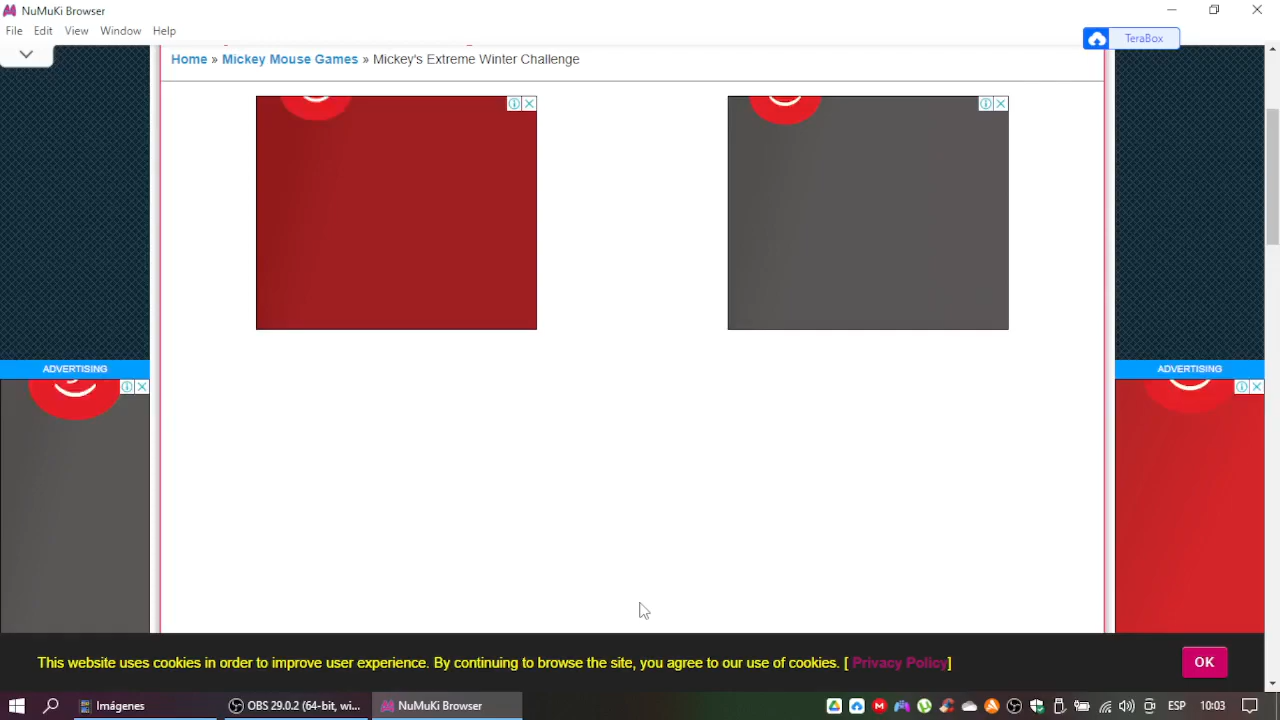 NuMuKi Browser
File Edit View Window Help
TeraBox
Home » Mickey Mouse Games » Mickey's Extreme Winter Challenge
ADVERTISING
ADVERTISING
This website uses cookies in order to improve user experience. By continuing to browse the site, you agree to our use of cookies. [ Privacy Policy]
OK
Imágenes
OBS 29.0.2 (64-bit, wi...
NuMuKi Browser
ESP
10:03